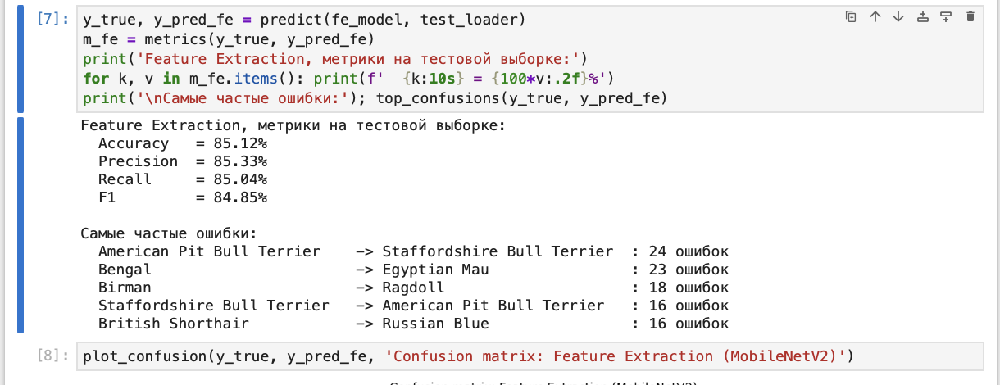 [7]: y_true, y_pred_fe = predict(fe_model, test_loader)
m_fe = metrics(y_true, y_pred_fe)
print('Feature Extraction, метрики на тестовой выборке:')
for k, v in m_fe.items(): print(f'  {k:10s} = {100*v:.2f}%')
print('\nСамые частые ошибки:'); top_confusions(y_true, y_pred_fe)
Feature Extraction, метрики на тестовой выборке:
  Accuracy   = 85.12%
  Precision  = 85.33%
  Recall     = 85.04%
  F1         = 84.85%
Самые частые ошибки:
  American Pit Bull Terrier    -> Staffordshire Bull Terrier  : 24 ошибок
  Bengal                       -> Egyptian Mau                : 23 ошибок
  Birman                       -> Ragdoll                     : 18 ошибок
  Staffordshire Bull Terrier   -> American Pit Bull Terrier   : 16 ошибок
  British Shorthair            -> Russian Blue                : 16 ошибок
[8]: plot_confusion(y_true, y_pred_fe, 'Confusion matrix: Feature Extraction (MobileNetV2)')